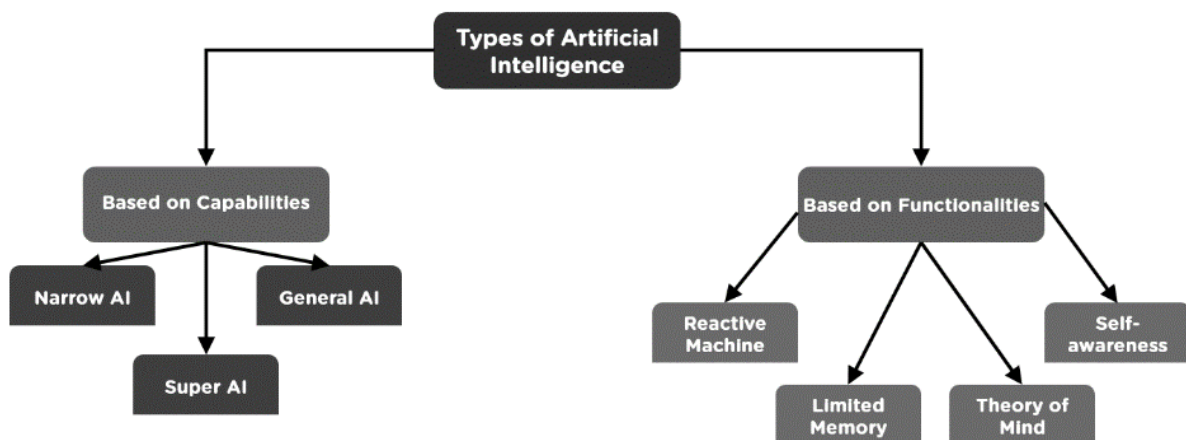 Types of Artificial
Intelligence
Based on Capabilities
Narrow AI
General AI
Super AI
Based on Functionalities
Reactive
Machine
Limited
Memory
Theory of
Mind
Self-
awareness